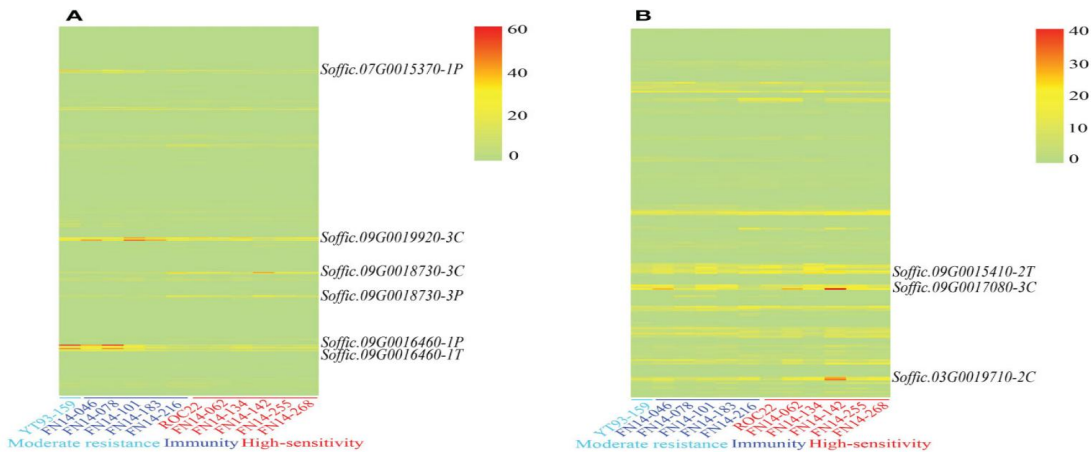 A
60
40
20
0
Soffic.07G0015370-1P
Soffic.09G0019920-3C
Soffic.09G0018730-3C
Soffic.09G0018730-3P
Soffic.09G0016460-1P
Soffic.09G0016460-1T
YT93-159
FN14-046
FN14-078
FN14-101
FN14-183
FN14-216
ROC22
FN14-062
FN14-134
FN14-142
FN14-255
FN14-268
Moderate resistance Immunity High-sensitivity
B
40
30
20
10
0
Soffic.09G0015410-2T
Soffic.09G0017080-3C
Soffic.03G0019710-2C
YT93-159
FN14-046
FN14-078
FN14-101
FN14-183
FN14-216
ROC22
FN14-062
FN14-134
FN14-142
FN14-255
FN14-268
Moderate resistance Immunity High-sensitivity